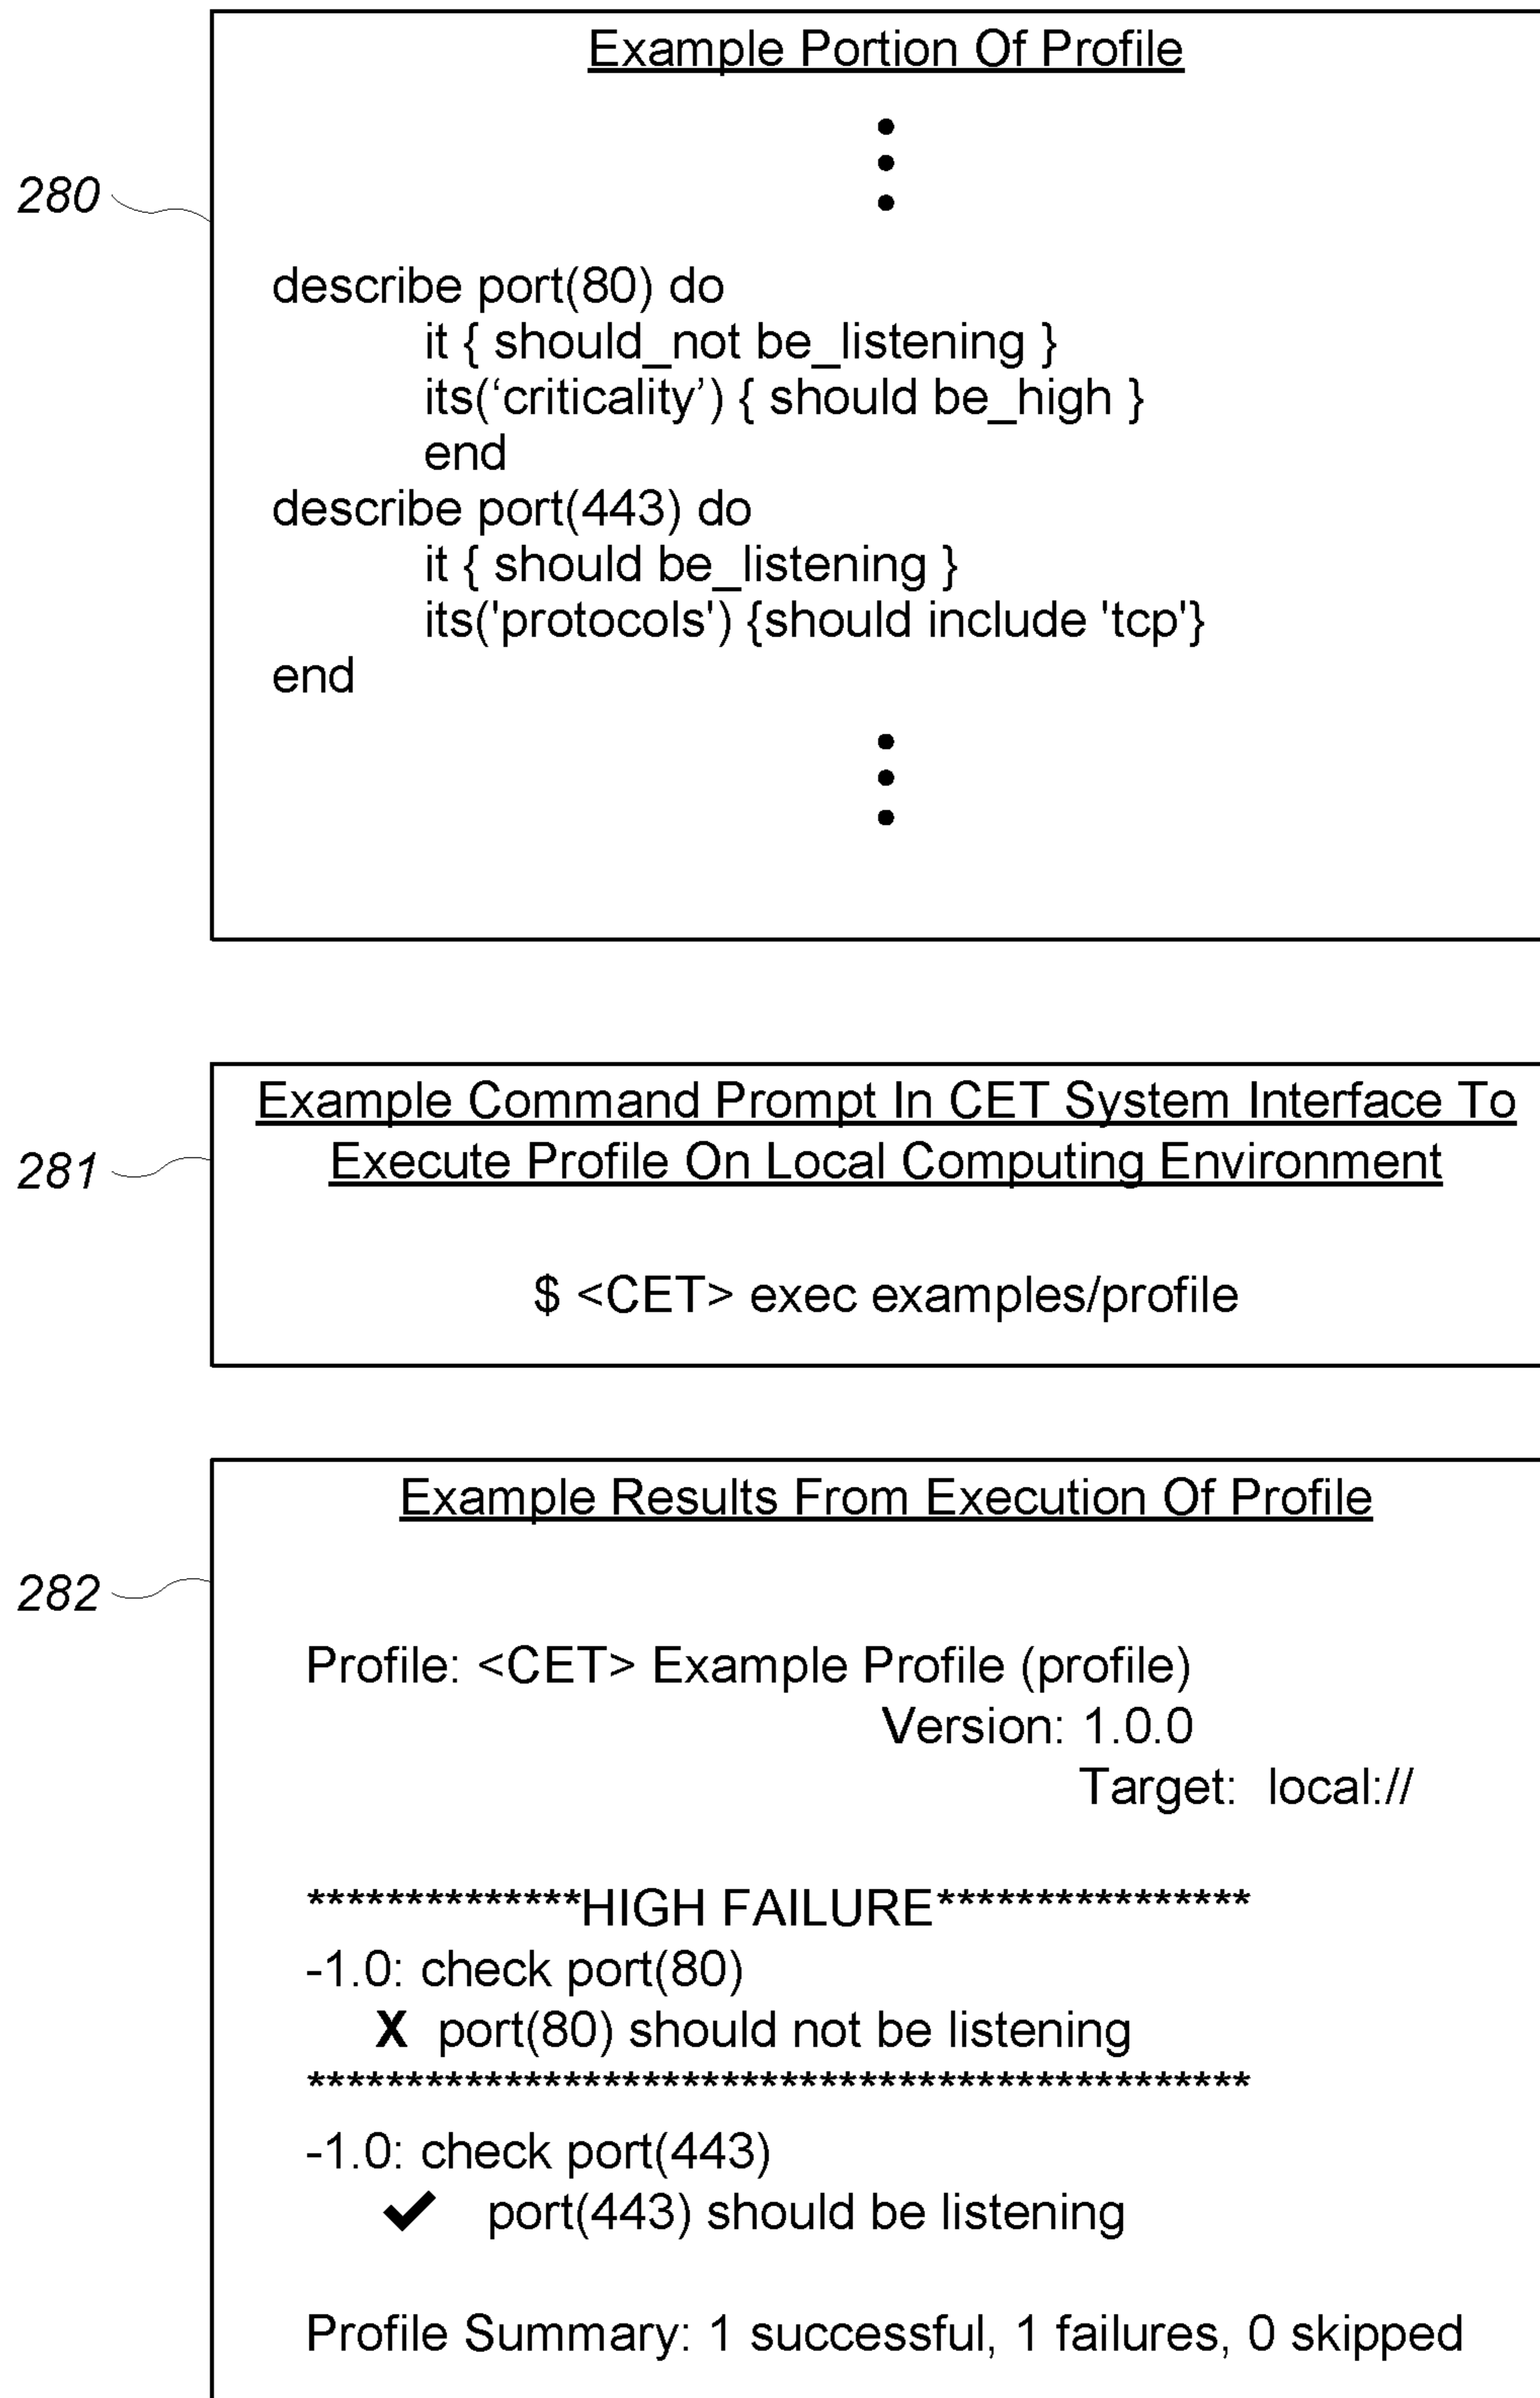 Example Portion Of Profile
280
describe port(80) do
it { should_not be_listening }
its(‘criticality’) { should be_high }
end
describe port(443) do
it { should be_listening }
its('protocols') {should include 'tcp'}
end
Example Command Prompt In CET System Interface To
Execute Profile On Local Computing Environment
281
$ <CET> exec examples/profile
Example Results From Execution Of Profile
282
Profile: <CET> Example Profile (profile)
Version: 1.0.0
Target: local://
**************HIGH FAILURE****************
-1.0: check port(80)
X port(80) should not be listening
************************************************
-1.0: check port(443)
✔ port(443) should be listening
Profile Summary: 1 successful, 1 failures, 0 skipped